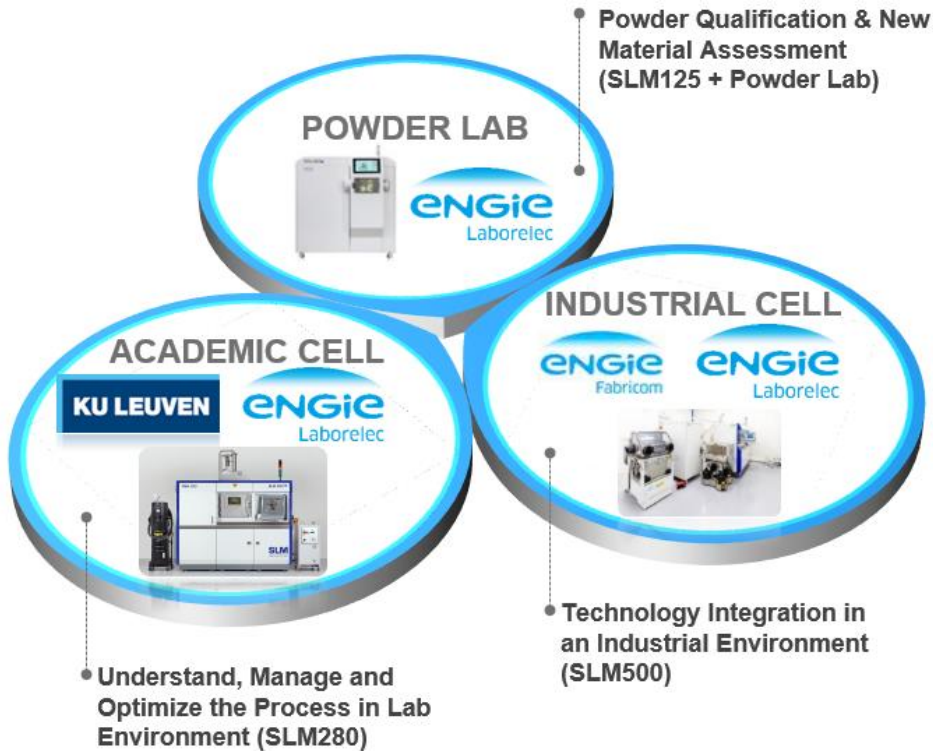 Powder Qualification & New
Material Assessment
(SLM125 + Powder Lab)
POWDER LAB
ENGIE
Laborelec
INDUSTRIAL CELL
ENGIE
Fabricom
ENGIE
Laborelec
ACADEMIC CELL
KU LEUVEN
ENGIE
Laborelec
SLM
Technology Integration in
an Industrial Environment
(SLM500)
Understand, Manage and
Optimize the Process in Lab
Environment (SLM280)